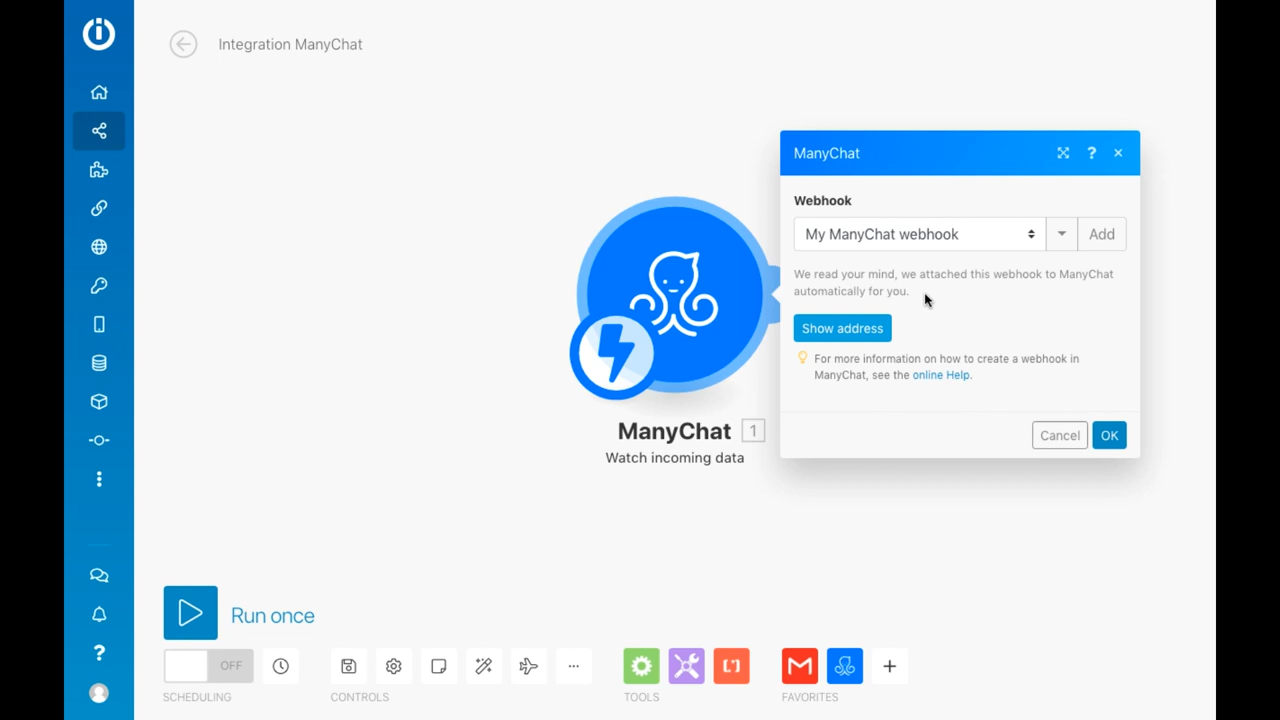 Integration ManyChat
ManyChat
?
Webhook
My ManyChat webhook
Add
We read your mind, we attached this webhook to ManyChat
automatically for you.
Show address
For more information on how to create a webhook in
ManyChat, see the online Help.
Cancel
OK
ManyChat 1
Watch incoming data
Run once
OFF
SCHEDULING
CONTROLS
TOOLS
FAVORITES
?